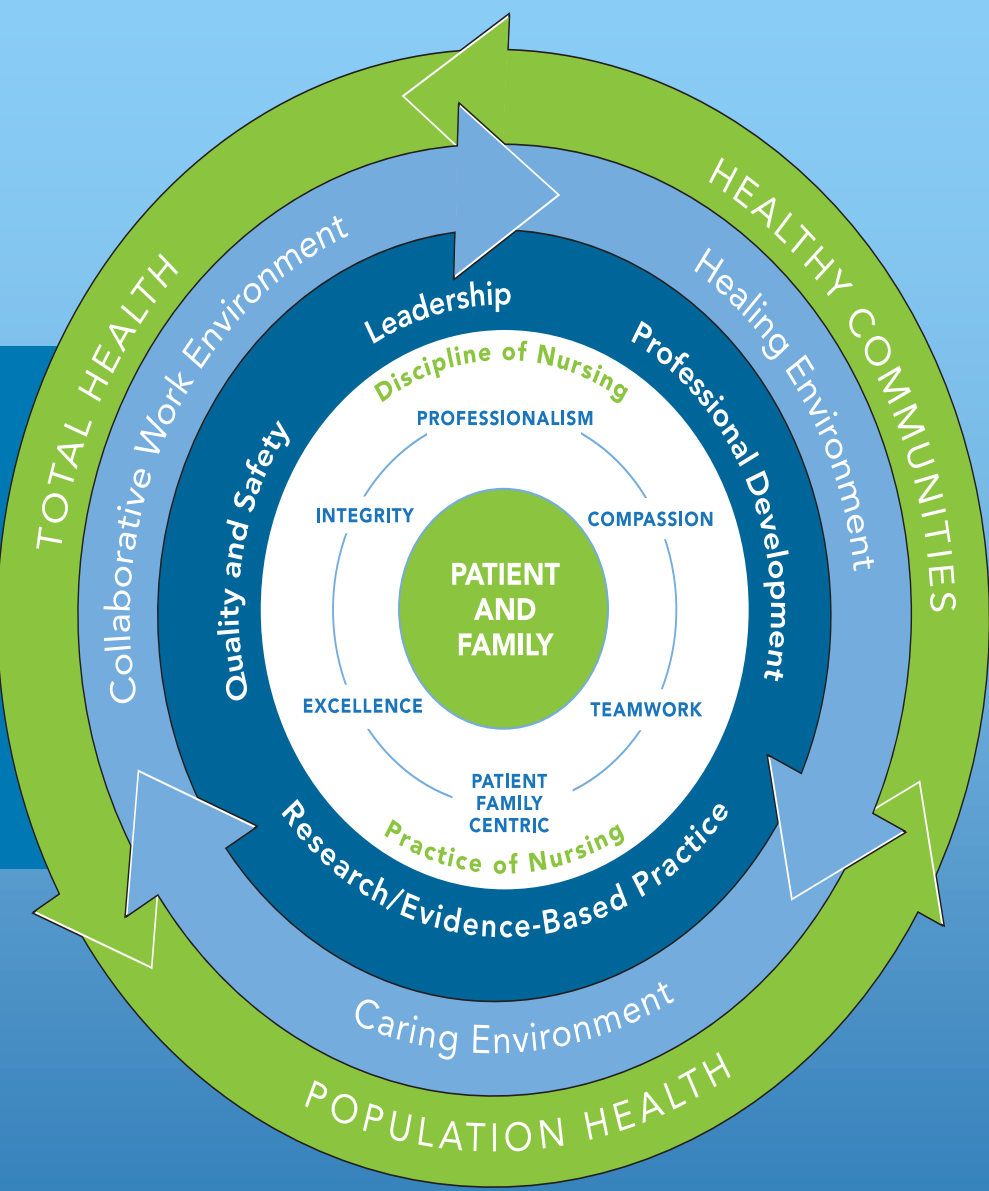 TOTAL HEALTH
HEALTHY COMMUNITIES
POPULATION HEALTH
Collaborative Work Environment
Healing Environment
Caring Environment
Leadership
Professional Development
Quality and Safety
Research/Evidence-Based Practice
Discipline of Nursing
PROFESSIONALISM
INTEGRITY
COMPASSION
PATIENT
AND
FAMILY
EXCELLENCE
TEAMWORK
PATIENT
FAMILY
CENTRIC
Practice of Nursing